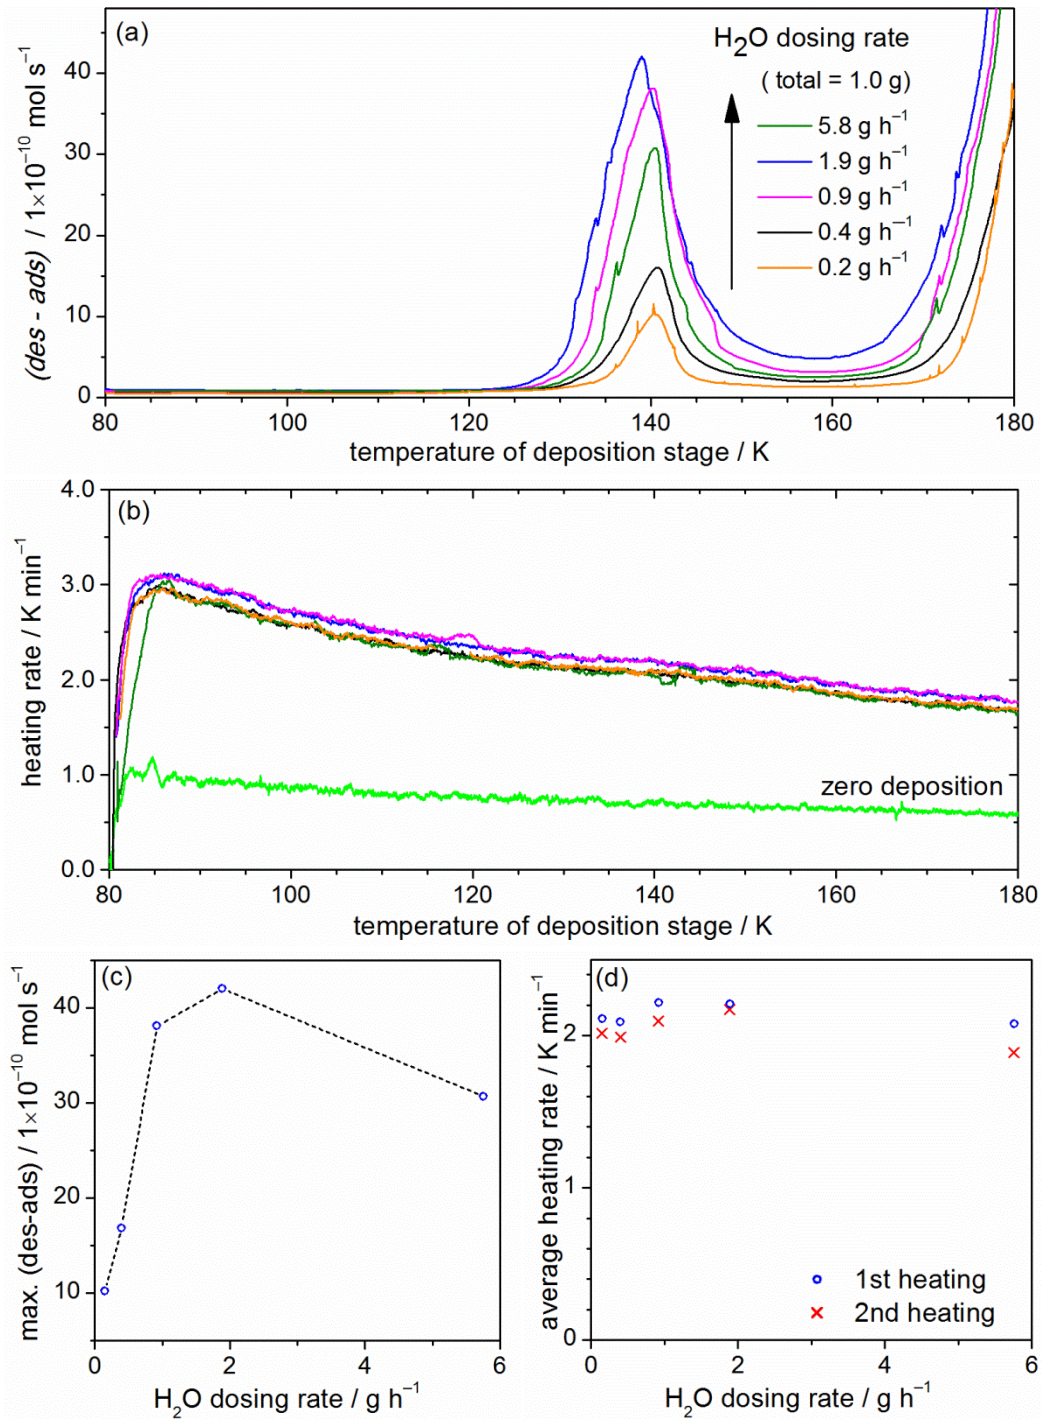 (a)
H₂O dosing rate
( total = 1.0 g)
5.8 g h⁻¹
1.9 g h⁻¹
0.9 g h⁻¹
0.4 g h⁻¹
0.2 g h⁻¹
(des - ads) / 1×10⁻¹⁰ mol s⁻¹
40
30
20
10
0
80 100 120 140 160 180
temperature of deposition stage / K
(b)
heating rate / K min⁻¹
4.0
3.0
2.0
1.0
0.0
zero deposition
80 100 120 140 160 180
temperature of deposition stage / K
(c)
max. (des-ads) / 1×10⁻¹⁰ mol s⁻¹
40
30
20
10
0 2 4 6
H₂O dosing rate / g h⁻¹
(d)
average heating rate / K min⁻¹
2
1
0
1st heating
2nd heating
0 2 4 6
H₂O dosing rate / g h⁻¹